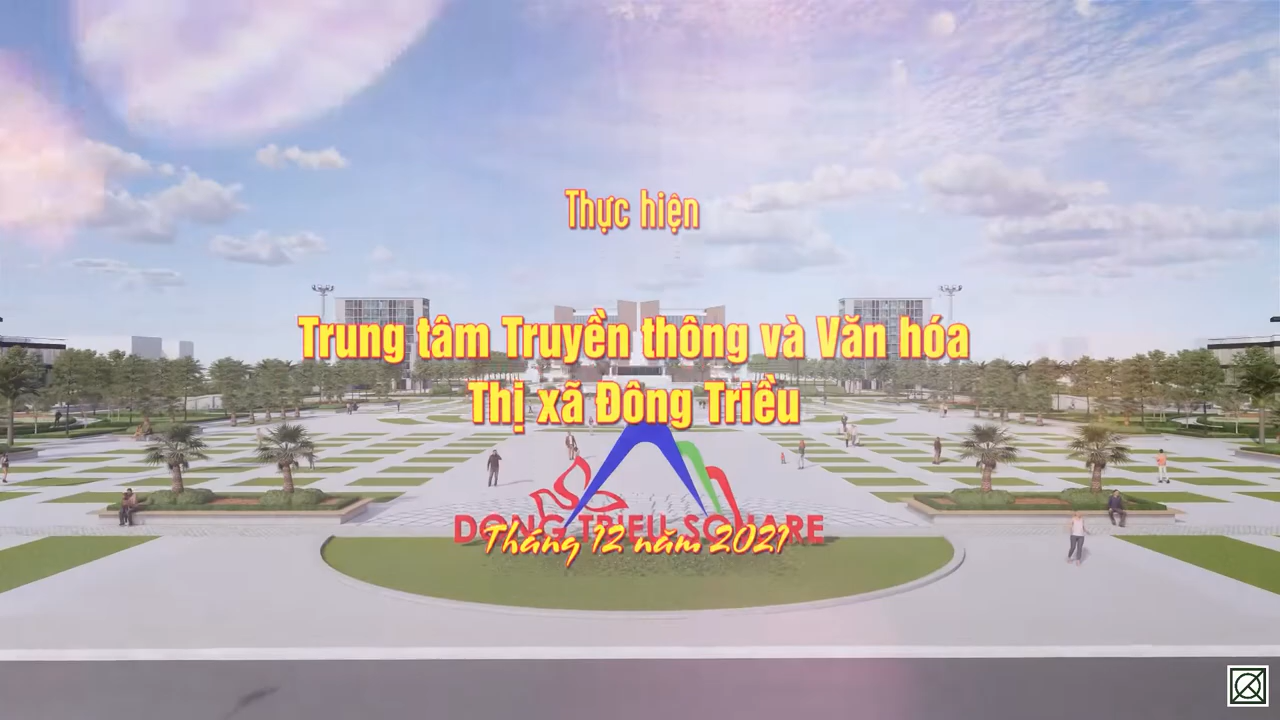 Thực hiện
Trung tâm Truyền thông và Văn hóa
Thị xã Đông Triều
DONG TRIEU SQUARE
Tháng 12 năm 2021